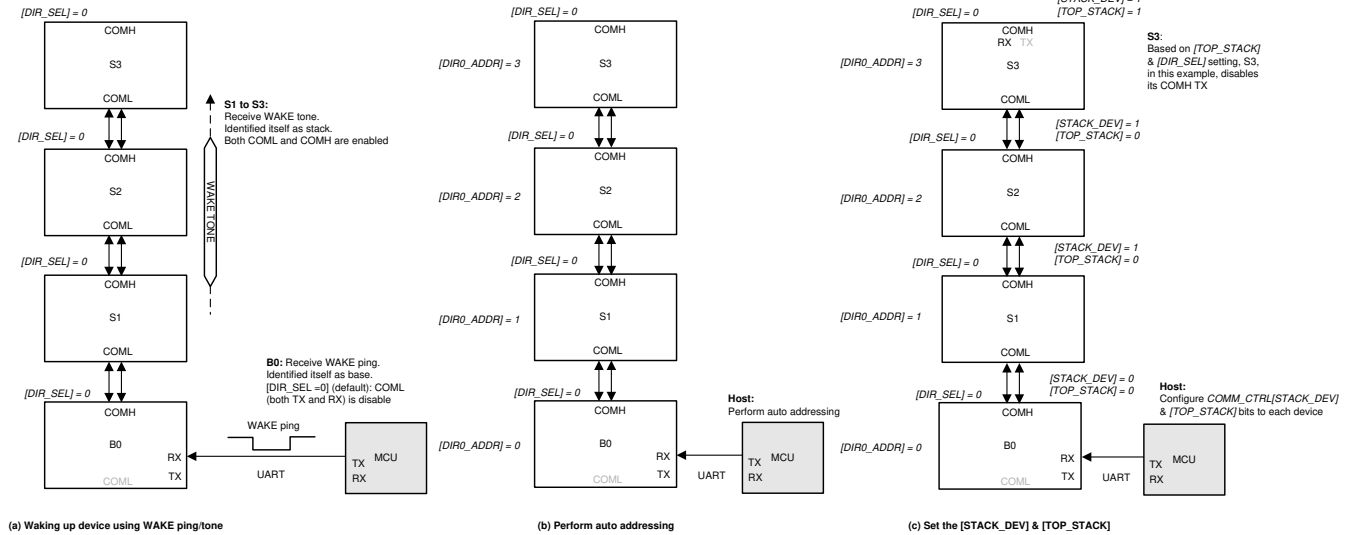 [DIR_SEL] = 0
COMH
S3
COML
S1 to S3:
Receive WAKE tone.
Identified itself as stack.
Both COML and COMH are enabled
WAKE TONE
[DIR_SEL] = 0
COMH
S2
COML
[DIR_SEL] = 0
COMH
S1
COML
B0: Receive WAKE ping.
Identified itself as base.
[DIR_SEL =0] (default): COML
(both TX and RX) is disable
[DIR_SEL] = 0
COMH
B0
RX
TX
COML
WAKE ping
UART
TX
RX
MCU
(a) Waking up device using WAKE ping/tone
[DIR_SEL] = 0
[DIR0_ADDR] = 3
COMH
S3
COML
[DIR_SEL] = 0
[DIR0_ADDR] = 2
COMH
S2
COML
[DIR_SEL] = 0
[DIR0_ADDR] = 1
COMH
S1
COML
[DIR_SEL] = 0
[DIR0_ADDR] = 0
COMH
B0
RX
TX
COML
UART
Host:
Perform auto addressing
TX
RX
MCU
(b) Perform auto addressing
[DIR_SEL] = 0
[STACK_DEV] = 1
[TOP_STACK] = 1
[DIR0_ADDR] = 3
COMH
RX TX
S3
COML
S3:
Based on [TOP_STACK]
& [DIR_SEL] setting, S3,
in this example, disables
its COMH TX
[DIR_SEL] = 0
[STACK_DEV] = 1
[TOP_STACK] = 0
[DIR0_ADDR] = 2
COMH
S2
COML
[DIR_SEL] = 0
[STACK_DEV] = 1
[TOP_STACK] = 0
[DIR0_ADDR] = 1
COMH
S1
COML
[DIR_SEL] = 0
[STACK_DEV] = 0
[TOP_STACK] = 0
[DIR0_ADDR] = 0
COMH
B0
RX
TX
COML
UART
Host:
Configure COMM_CTRL[STACK_DEV]
& [TOP_STACK] bits to each device
TX
RX
MCU
(c) Set the [STACK_DEV] & [TOP_STACK]